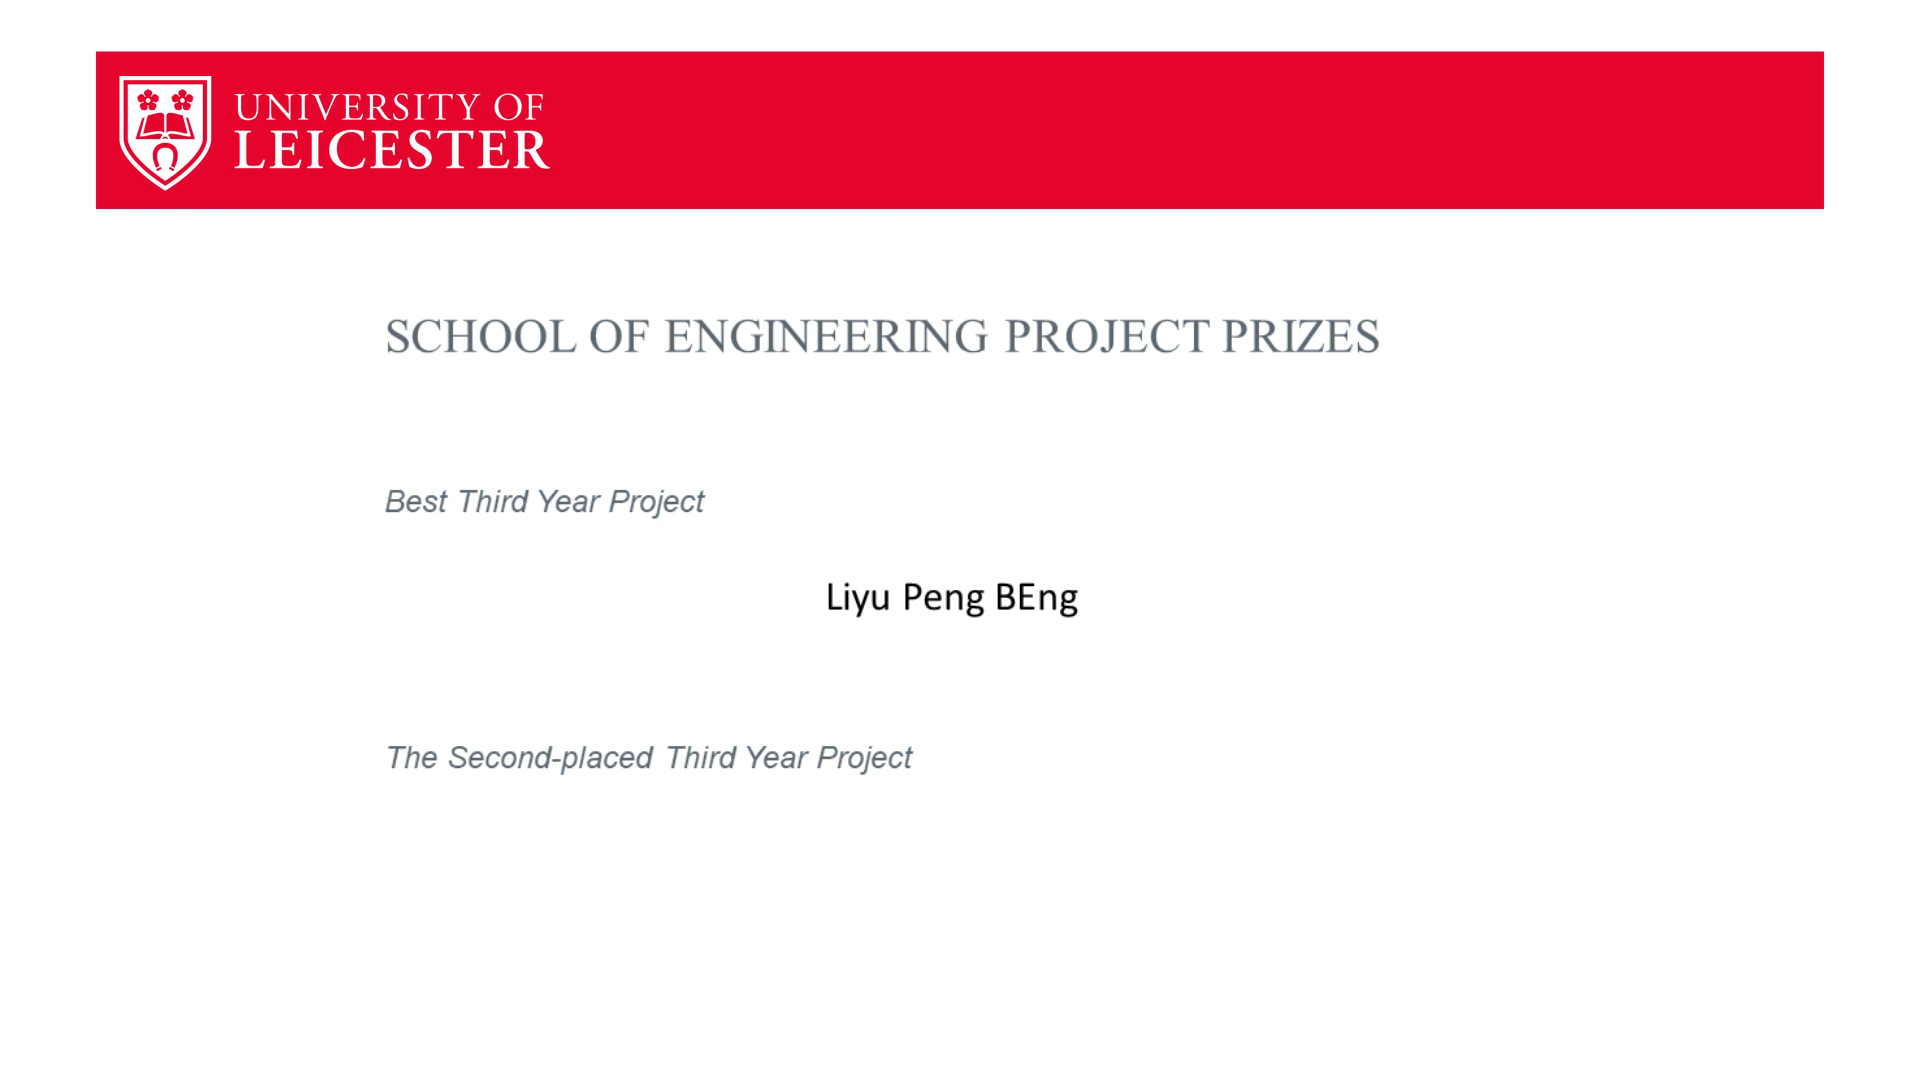 UNIVERSITY OF
LEICESTER
SCHOOL OF ENGINEERING PROJECT PRIZES
Best Third Year Project
Liyu Peng BEng
The Second-placed Third Year Project